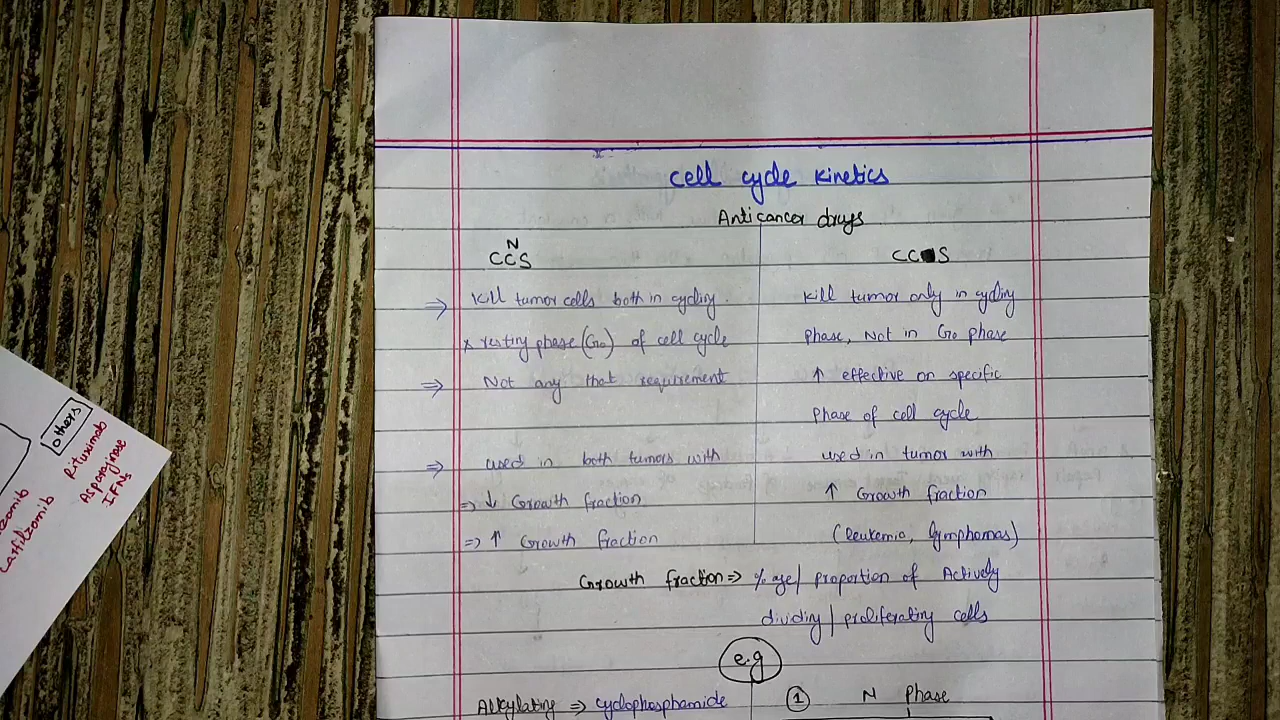 cell cycle kinetics
Anticancer drugs
CCNS
CCS
⇒ Kill tumor cells both in cycling
& resting phase (G0) of cell cycle
⇒ Not any that requirement
⇒ used in both tumors with
⇒ ↓ Growth fraction
⇒ ↑ Growth fraction
Kill tumor only in cycling
phase, Not in G0 phase
↑ effective on specific
Phase of cell cycle
used in tumor with
↑ Growth fraction
(leukemia, lymphomas)
Growth fraction ⇒ % age/ proportion of Actively
dividing / proliferating cells
e.g
Alkylating ⇒ cyclophosphamide
① N Phase
others
Rituximab
Asparaginase
IFNs
Carfilzomib